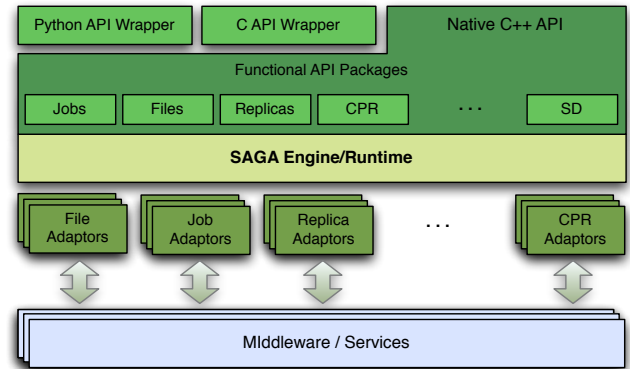 Python API Wrapper
C API Wrapper
Native C++ API
Functional API Packages
Jobs
Files
Replicas
CPR
. . .
SD
SAGA Engine/Runtime
File
Adaptors
Job
Adaptors
Replica
Adaptors
. . .
CPR
Adaptors
MIddleware / Services